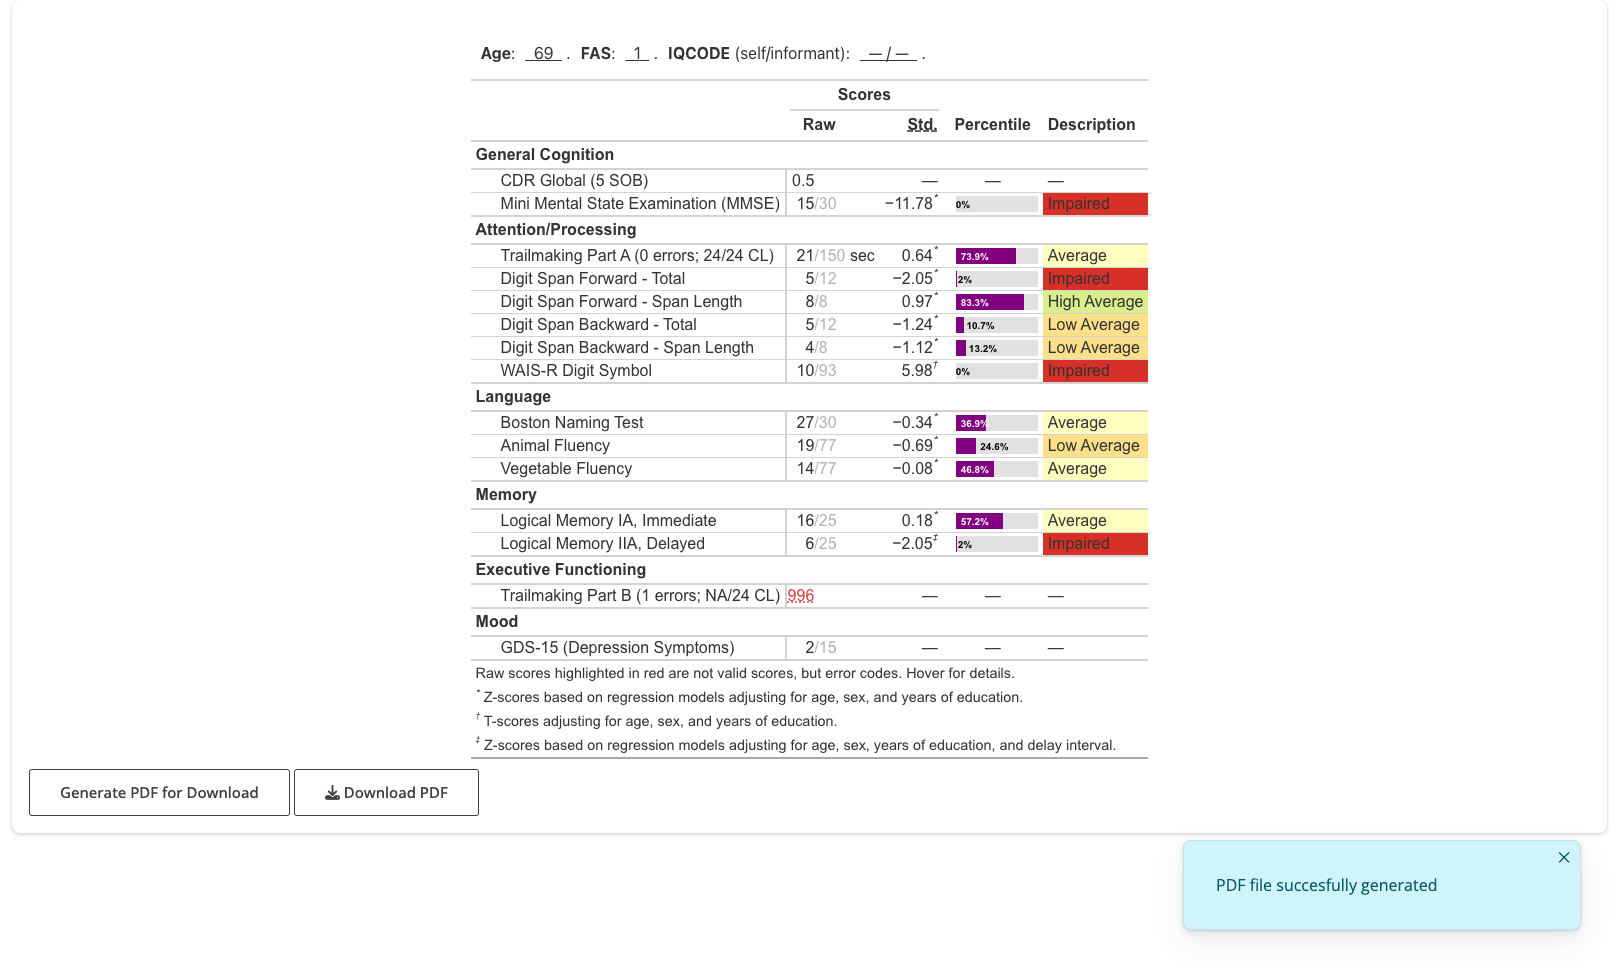 Age: 69 . FAS: 1 . IQCODE (self/informant): — / — .
Scores
Raw Std. Percentile Description
General Cognition
CDR Global (5 SOB) 0.5 — — —
Mini Mental State Examination (MMSE) 15/30 −11.78* 0% Impaired
Attention/Processing
Trailmaking Part A (0 errors; 24/24 CL) 21/150 sec 0.64* 73.9% Average
Digit Span Forward - Total 5/12 −2.05* 2% Impaired
Digit Span Forward - Span Length 8/8 0.97* 83.3% High Average
Digit Span Backward - Total 5/12 −1.24* 10.7% Low Average
Digit Span Backward - Span Length 4/8 −1.12* 13.2% Low Average
WAIS-R Digit Symbol 10/93 5.98† 0% Impaired
Language
Boston Naming Test 27/30 −0.34* 36.9% Average
Animal Fluency 19/77 −0.69* 24.6% Low Average
Vegetable Fluency 14/77 −0.08* 46.8% Average
Memory
Logical Memory IA, Immediate 16/25 0.18* 57.2% Average
Logical Memory IIA, Delayed 6/25 −2.05‡ 2% Impaired
Executive Functioning
Trailmaking Part B (1 errors; NA/24 CL) 996 — — —
Mood
GDS-15 (Depression Symptoms) 2/15 — — —
Raw scores highlighted in red are not valid scores, but error codes. Hover for details.
* Z-scores based on regression models adjusting for age, sex, and years of education.
† T-scores adjusting for age, sex, and years of education.
‡ Z-scores based on regression models adjusting for age, sex, years of education, and delay interval.
Generate PDF for Download Download PDF
PDF file succesfully generated